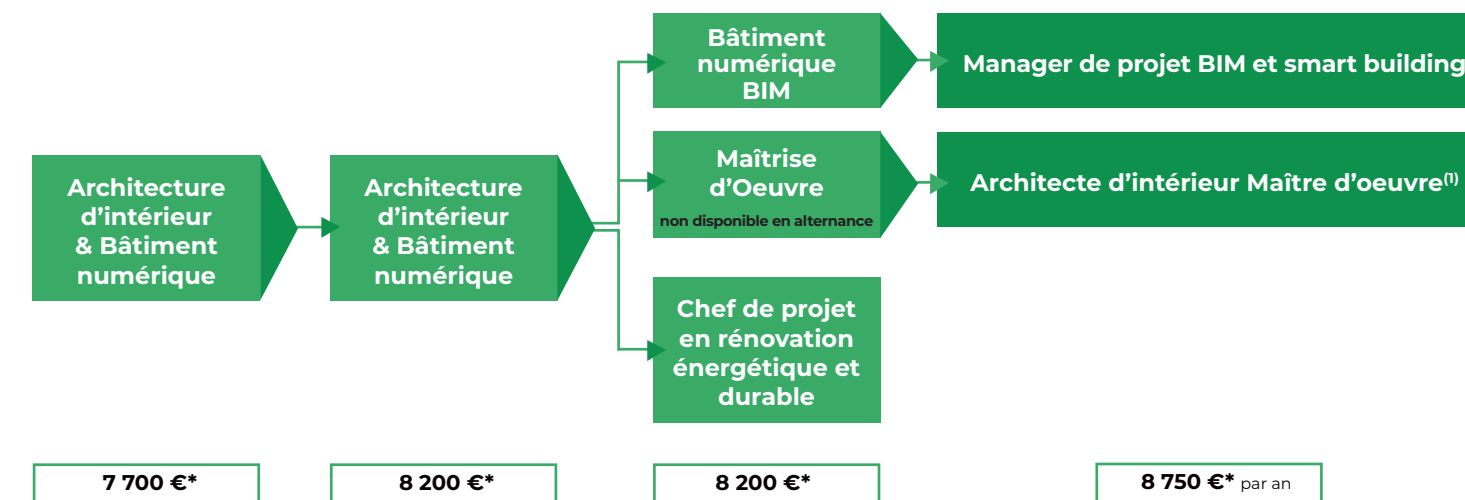 Bâtiment
numérique
BIM
Manager de projet BIM et smart building
Architecture
d'intérieur
& Bâtiment
numérique
Architecture
d'intérieur
& Bâtiment
numérique
Maîtrise
d'Oeuvre
non disponible en alternance
Architecte d'intérieur Maître d'oeuvre(1)
Chef de projet
en rénovation
énergétique et
durable
7 700 €*
8 200 €*
8 200 €*
8 750 €* par an